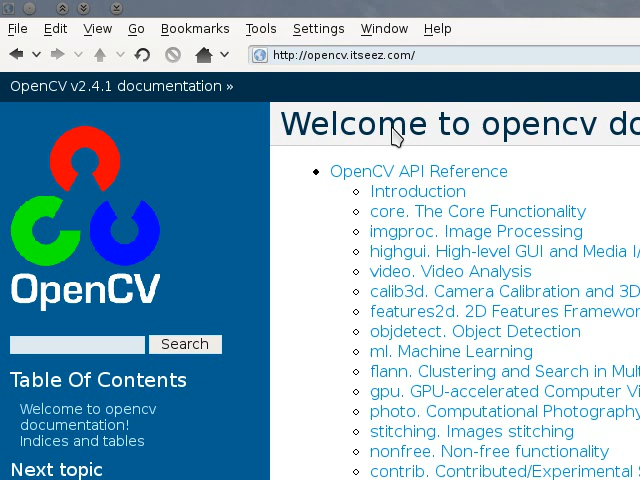 File Edit View Go Bookmarks Tools Settings Window Help
http://opencv.itseez.com/
OpenCV v2.4.1 documentation »
OpenCV
Search
Table Of Contents
Welcome to opencv
documentation!
Indices and tables
Next topic
Welcome to opencv do
OpenCV API Reference
Introduction
core. The Core Functionality
imgproc. Image Processing
highgui. High-level GUI and Media I/
video. Video Analysis
calib3d. Camera Calibration and 3D
features2d. 2D Features Framewor
objdetect. Object Detection
ml. Machine Learning
flann. Clustering and Search in Mult
gpu. GPU-accelerated Computer Vi
photo. Computational Photography
stitching. Images stitching
nonfree. Non-free functionality
contrib. Contributed/Experimental S